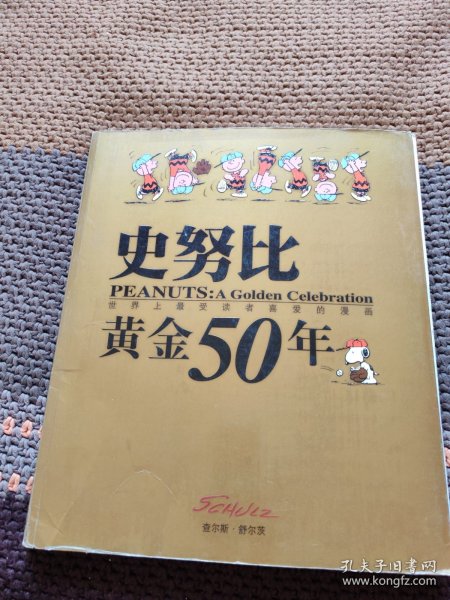 史努比
PEANUTS: A Golden Celebration
世界上最受读者喜爱的漫画
黄金50年
SCHULZ
查尔斯·舒尔茨
孔夫子旧书网
www.kongfz.com